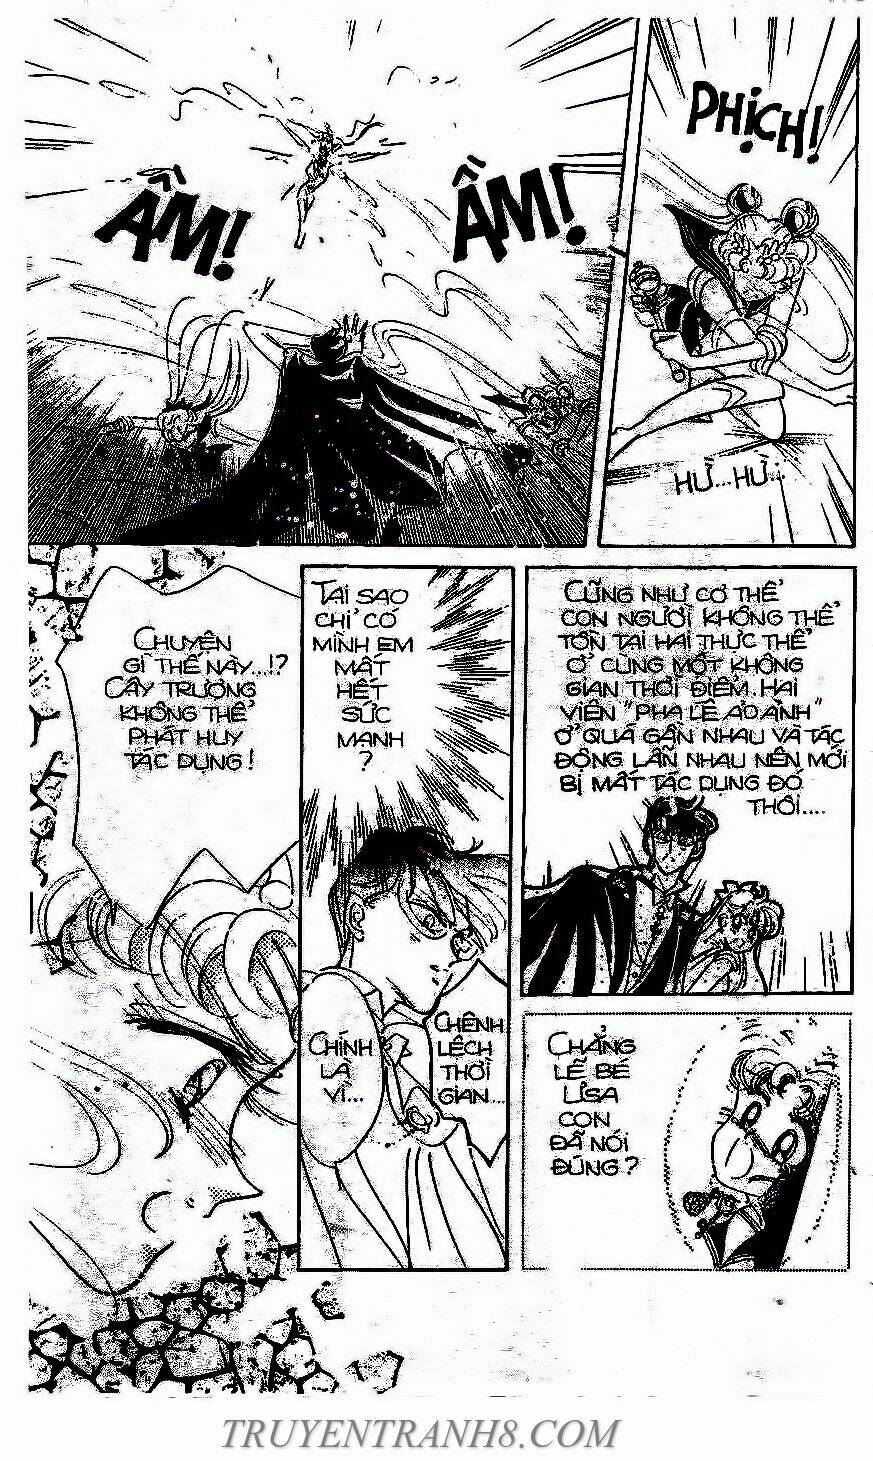 ẦM!
ẦM!
PHỊCH!
HỪ...HỪ...
CHUYỆN
GÌ THẾ NÀY...!?
CÂY TRƯỢNG
KHÔNG THỂ
PHÁT HUY
TÁC DỤNG!
TẠI SAO
CHỈ CÓ
MÌNH EM
MẤT
HẾT
SỨC
MẠNH
?
CHÍNH
LÀ
VÌ...
CHÊNH
LỆCH
THỜI
GIAN...
CŨNG NHƯ CƠ THỂ
CON NGƯỜI KHÔNG THỂ
TỒN TẠI HAI THỰC THỂ
Ở CÙNG MỘT KHÔNG
GIAN THỜI ĐIỂM. HAI
VIÊN "PHA LÊ ẢO ẢNH"
Ở QUÁ GẦN NHAU VÀ TÁC
ĐỘNG LẪN NHAU NÊN MỚI
BỊ MẤT TÁC DỤNG ĐÓ
THÔI....
CHẲNG
LẼ BÉ
ÚSA
CON
ĐÃ NÓI
ĐÚNG?
TRUYENTRANH8.COM